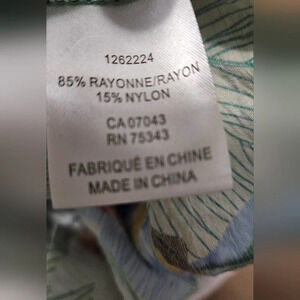 1262224
85% RAYONNE/RAYON
15% NYLON
CA 07043
RN 75343
FABRIQUÉ EN CHINE
MADE IN CHINA